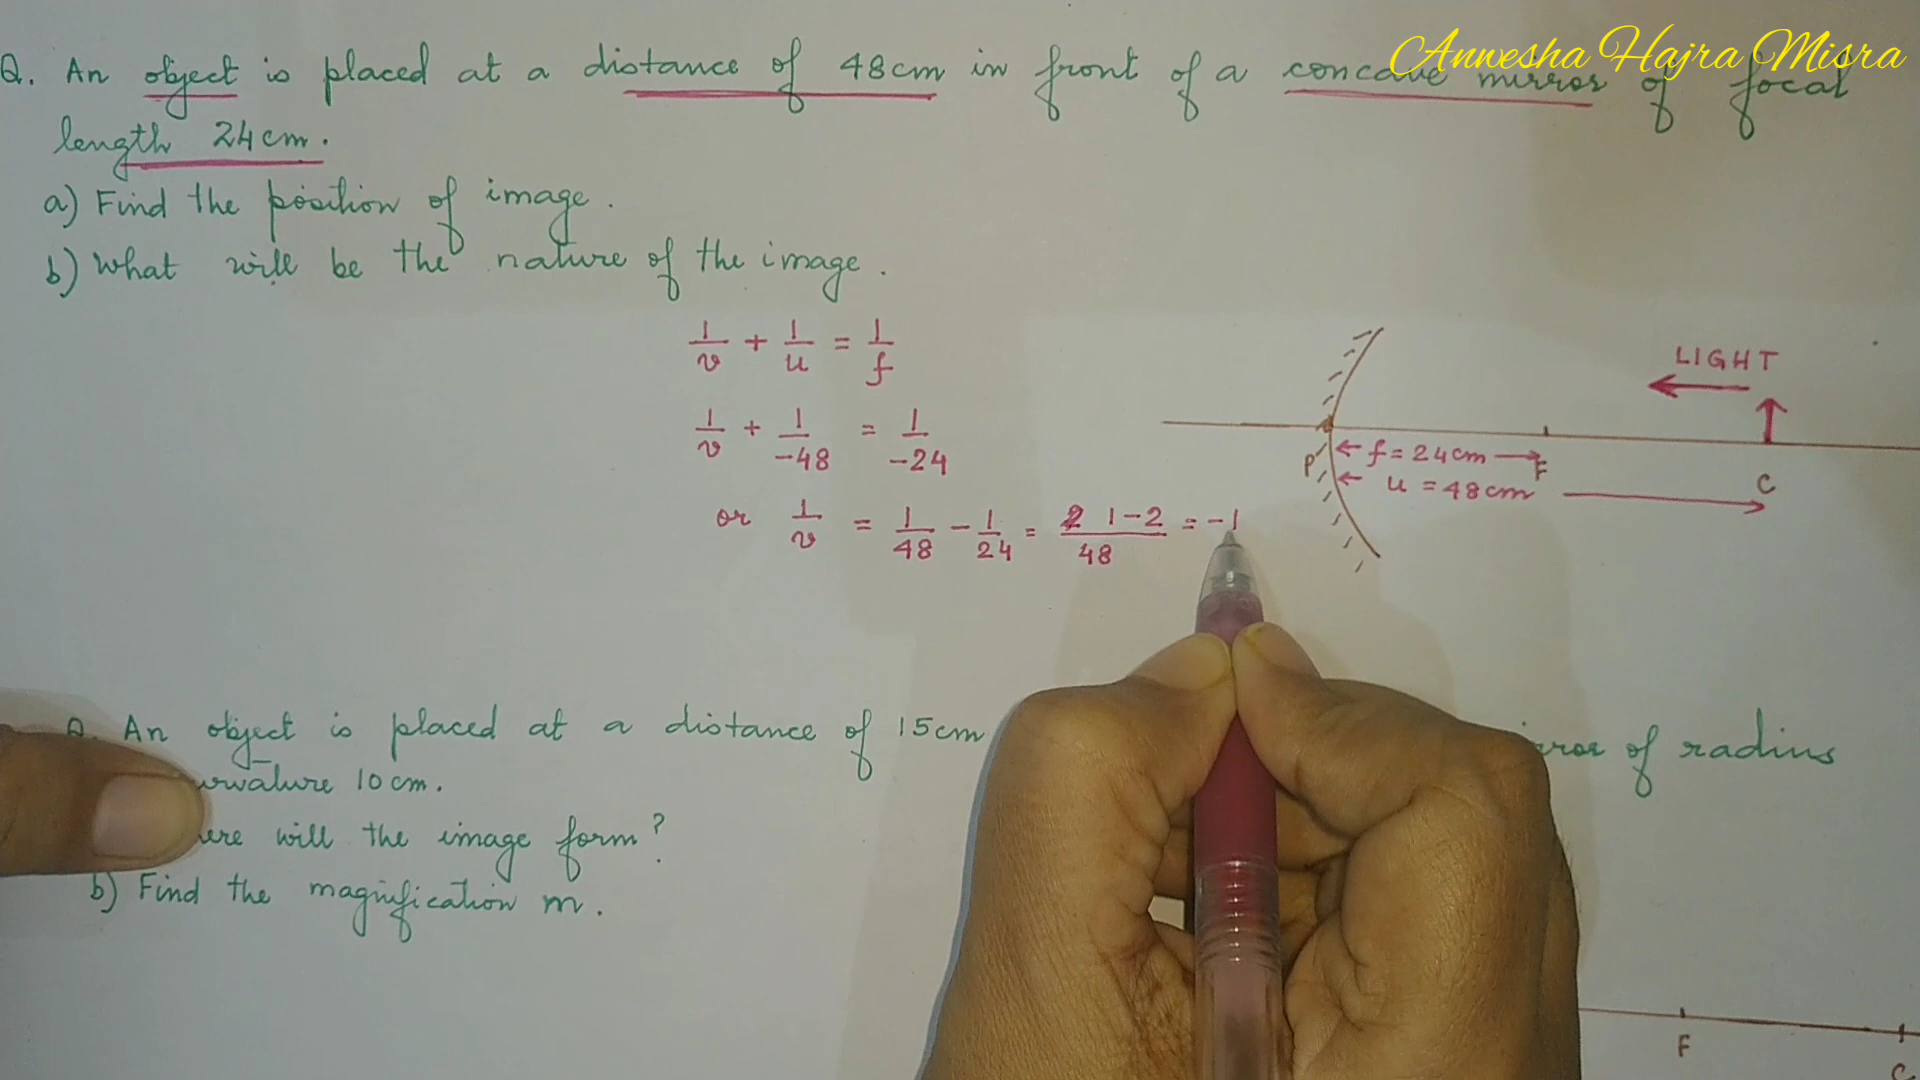 Anwesha Hajra Misra
Q. An object is placed at a distance of 48cm in front of a concave mirror of focal
length 24cm.
a) Find the position of image.
b) What will be the nature of the image.
1/v + 1/u = 1/f
1/v + 1/-48 = 1/-24
or 1/v = 1/48 - 1/24 = 1-2/48 = -1
LIGHT
P f = 24cm F
u = 48cm C
Q. An object is placed at a distance of 15cm of radius
10cm.
will the image form?
b) Find the magnification m.
F
C